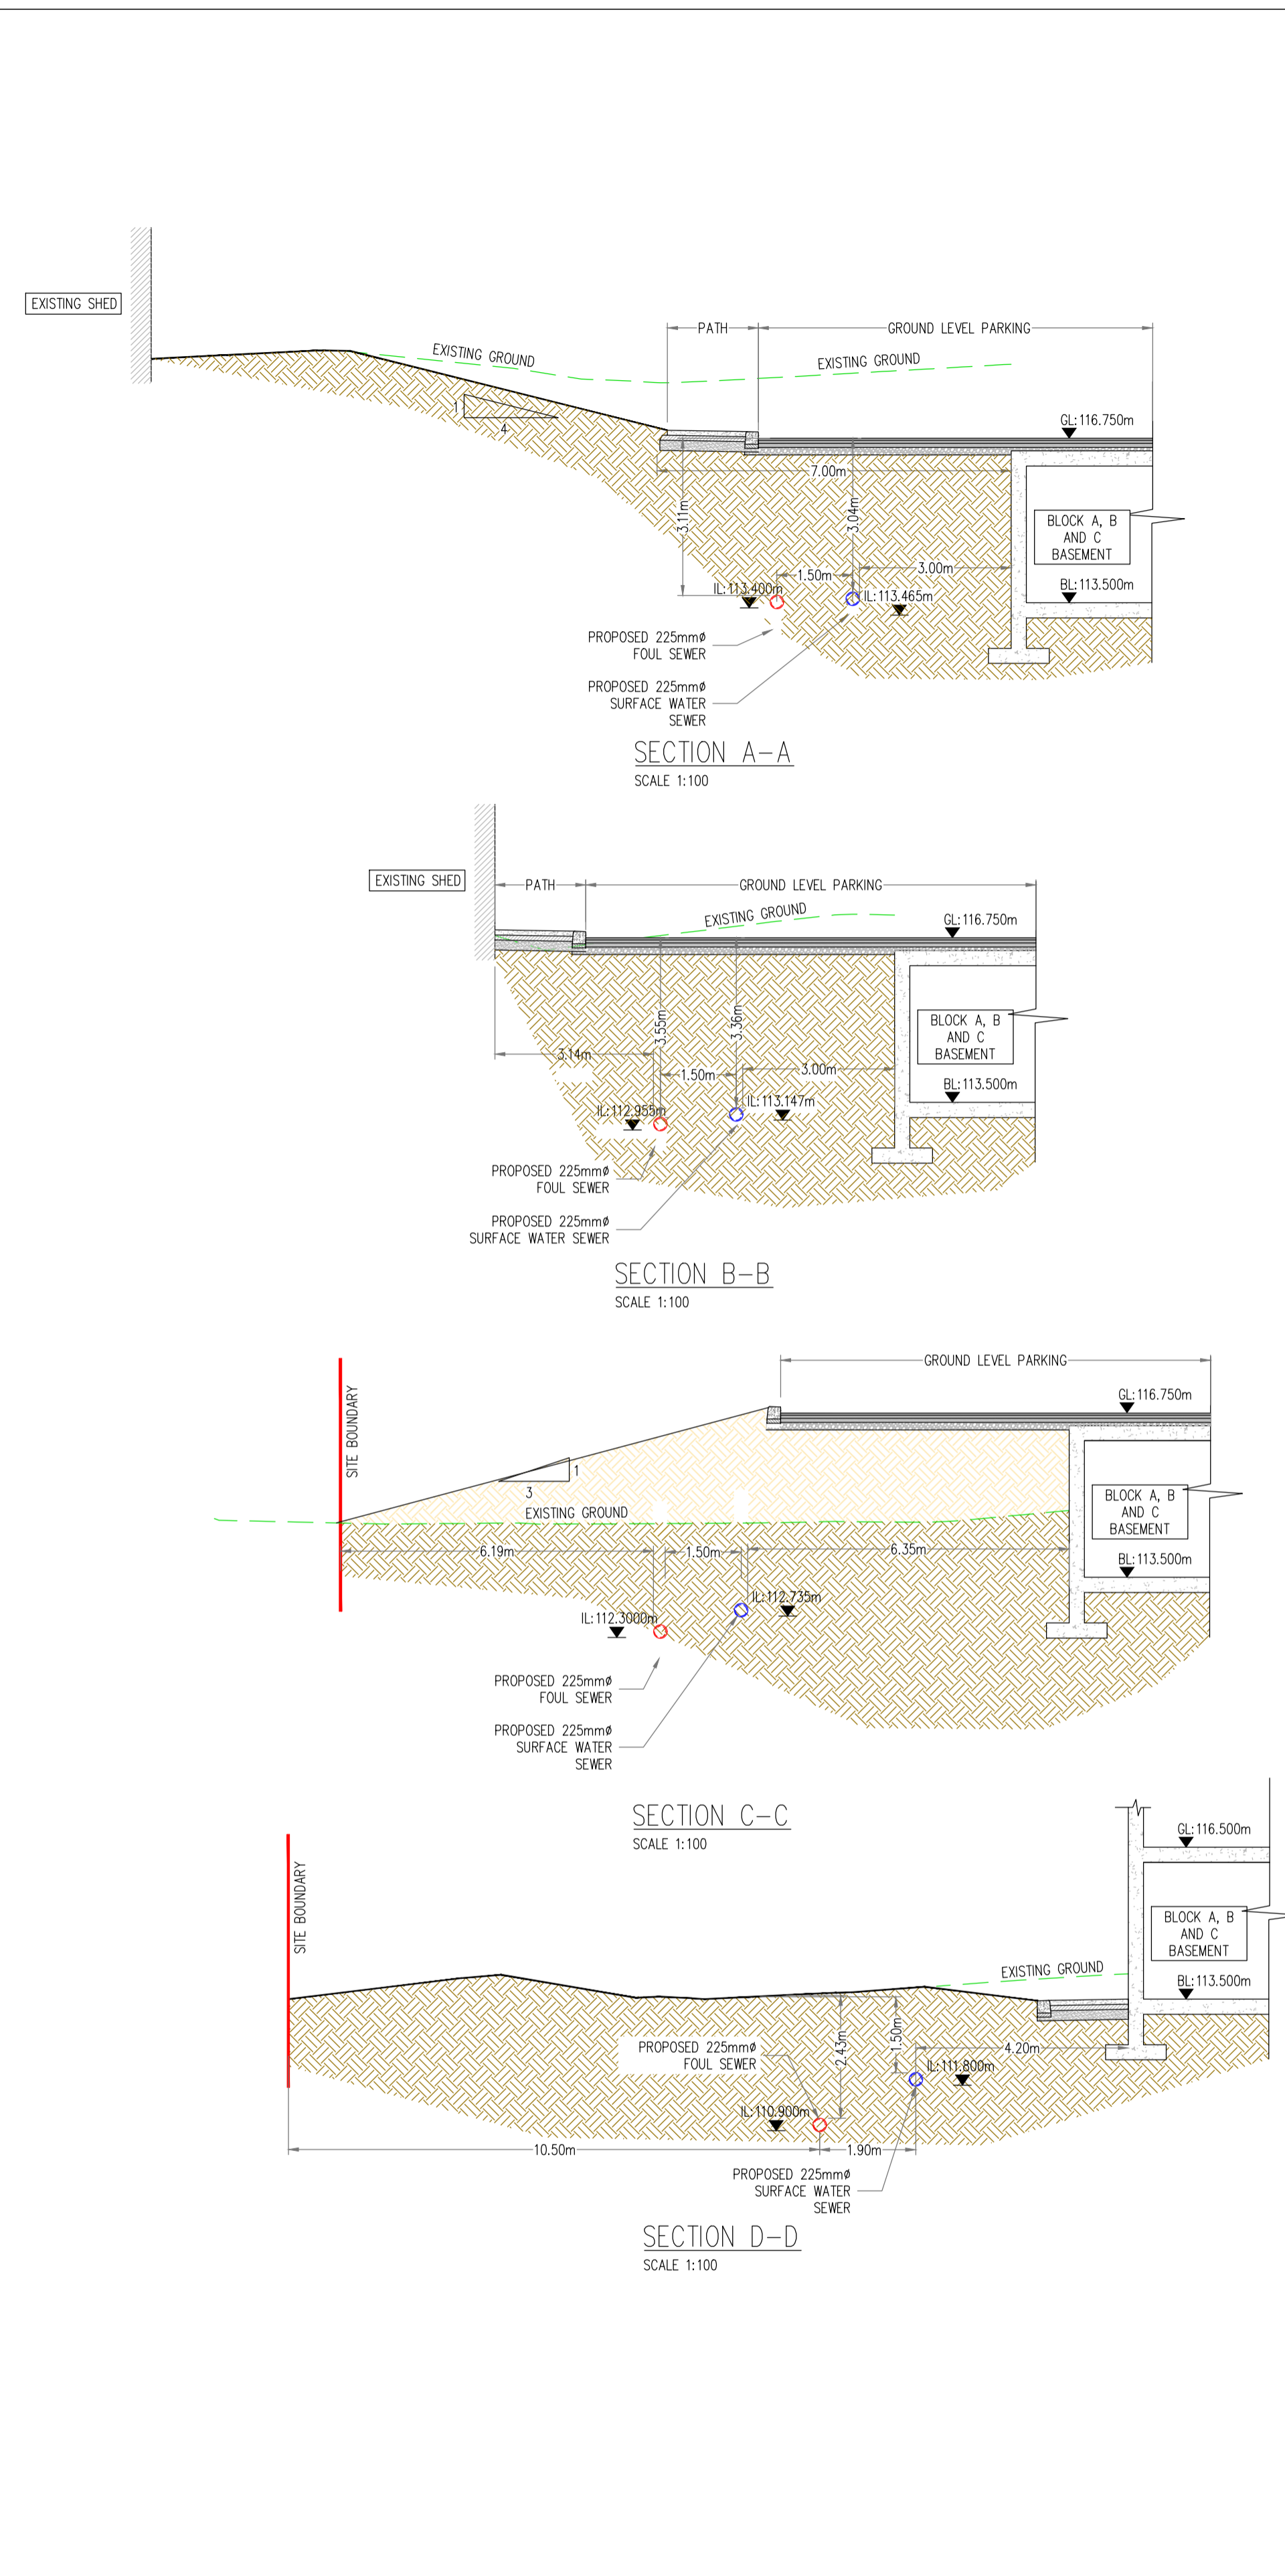 EXISTING SHED
PATH
GROUND LEVEL PARKING
EXISTING GROUND
EXISTING GROUND
GL: 116.750m
1
4
7.00m
3.11m
3.04m
BLOCK A, B
AND C
BASEMENT
1.50m
3.00m
IL: 113.400m
IL: 113.465m
BL: 113.500m
PROPOSED 225mmø
FOUL SEWER
PROPOSED 225mmø
SURFACE WATER
SEWER
SECTION A-A
SCALE 1:100
EXISTING SHED
PATH
GROUND LEVEL PARKING
EXISTING GROUND
GL: 116.750m
3.55m
3.36m
BLOCK A, B
AND C
BASEMENT
3.14m
1.50m
3.00m
BL: 113.500m
IL: 112.955m
IL: 113.147m
PROPOSED 225mmø
FOUL SEWER
PROPOSED 225mmø
SURFACE WATER SEWER
SECTION B-B
SCALE 1:100
SITE BOUNDARY
GROUND LEVEL PARKING
GL: 116.750m
1
3
EXISTING GROUND
BLOCK A, B
AND C
BASEMENT
6.19m
1.50m
6.35m
BL: 113.500m
IL: 112.3000m
IL: 112.735m
PROPOSED 225mmø
FOUL SEWER
PROPOSED 225mmø
SURFACE WATER
SEWER
SECTION C-C
SCALE 1:100
SITE BOUNDARY
GL: 116.500m
BLOCK A, B
AND C
BASEMENT
EXISTING GROUND
BL: 113.500m
PROPOSED 225mmø
FOUL SEWER
2.43m
1.50m
4.20m
IL: 111.800m
IL: 110.900m
10.50m
1.90m
PROPOSED 225mmø
SURFACE WATER
SEWER
SECTION D-D
SCALE 1:100